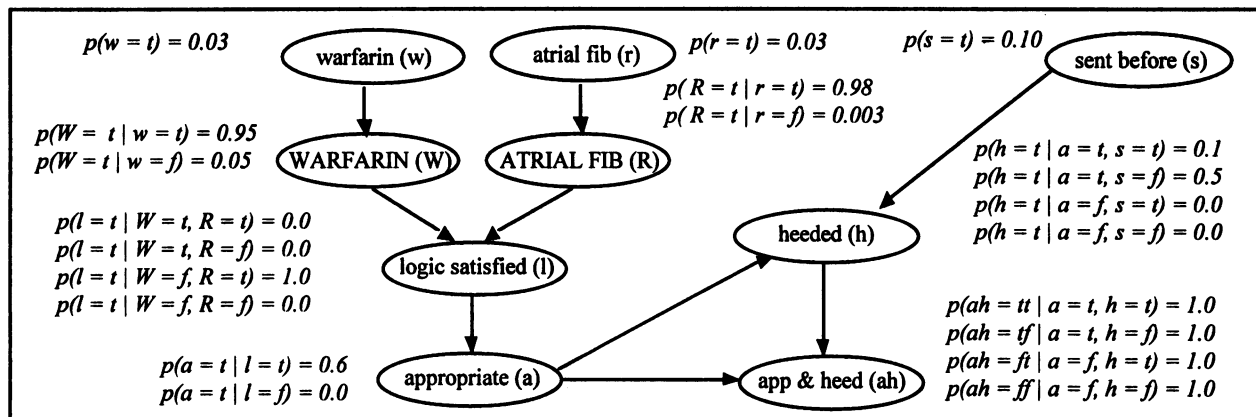 p(w = t) = 0.03
warfarin (w)
atrial fib (r)
p(r = t) = 0.03
p(s = t) = 0.10
sent before (s)
p( R = t | r = t) = 0.98
p( R = t | r = f) = 0.003
p(W = t | w = t) = 0.95
p(W = t | w = f) = 0.05
WARFARIN (W)
ATRIAL FIB (R)
p(h = t | a = t, s = t) = 0.1
p(h = t | a = t, s = f) = 0.5
p(h = t | a = f, s = t) = 0.0
p(h = t | a = f, s = f) = 0.0
p(l = t | W = t, R = t) = 0.0
p(l = t | W = t, R = f) = 0.0
p(l = t | W = f, R = t) = 1.0
p(l = t | W = f, R = f) = 0.0
logic satisfied (l)
heeded (h)
p(a = t | l = t) = 0.6
p(a = t | l = f) = 0.0
appropriate (a)
app & heed (ah)
p(ah = tt | a = t, h = t) = 1.0
p(ah = tf | a = t, h = f) = 1.0
p(ah = ft | a = f, h = t) = 1.0
p(ah = ff | a = f, h = f) = 1.0